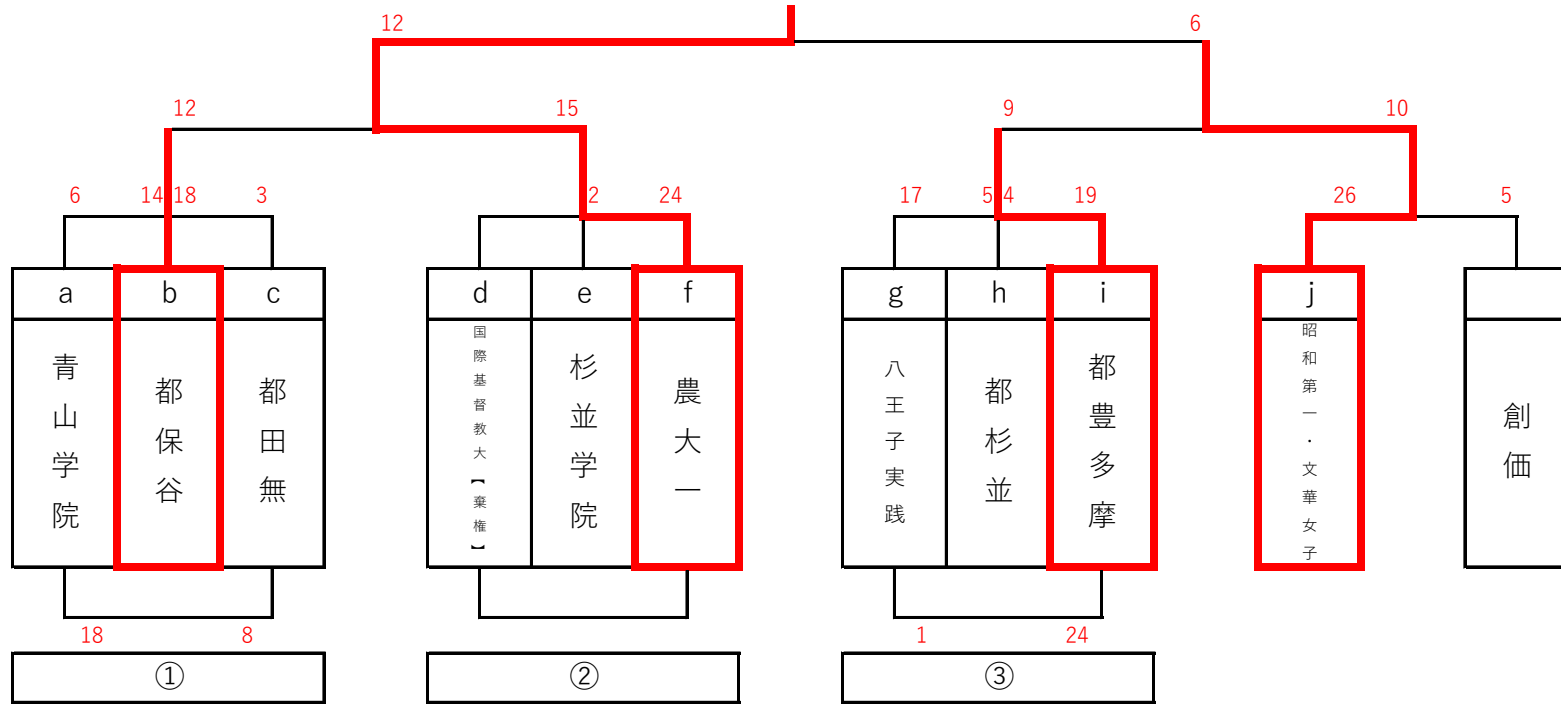 12 6
12 15 9 10
6 14 18 3 2 24 17 5 4 19 26 5
a b c d e f g h i j
青山学院
都保谷
都田無
国際基督教大【棄権】
杉並学院
農大一
八王子実践
都杉並
都豊多摩
昭和第一・文華女子
創価
18 8 1 24
① ② ③